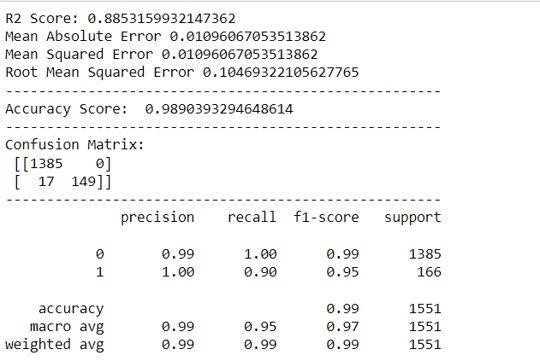 R2 Score: 0.8853159932147362
Mean Absolute Error 0.01096067053513862
Mean Squared Error 0.01096067053513862
Root Mean Squared Error 0.10469322105627765
-----------------------------------------------------
Accuracy Score:  0.9890393294648614
-----------------------------------------------------
Confusion Matrix:
 [[1385    0]
 [  17  149]]
-----------------------------------------------------
              precision    recall  f1-score   support

           0       0.99      1.00      0.99      1385
           1       1.00      0.90      0.95       166

    accuracy                           0.99      1551
   macro avg       0.99      0.95      0.97      1551
weighted avg       0.99      0.99      0.99      1551